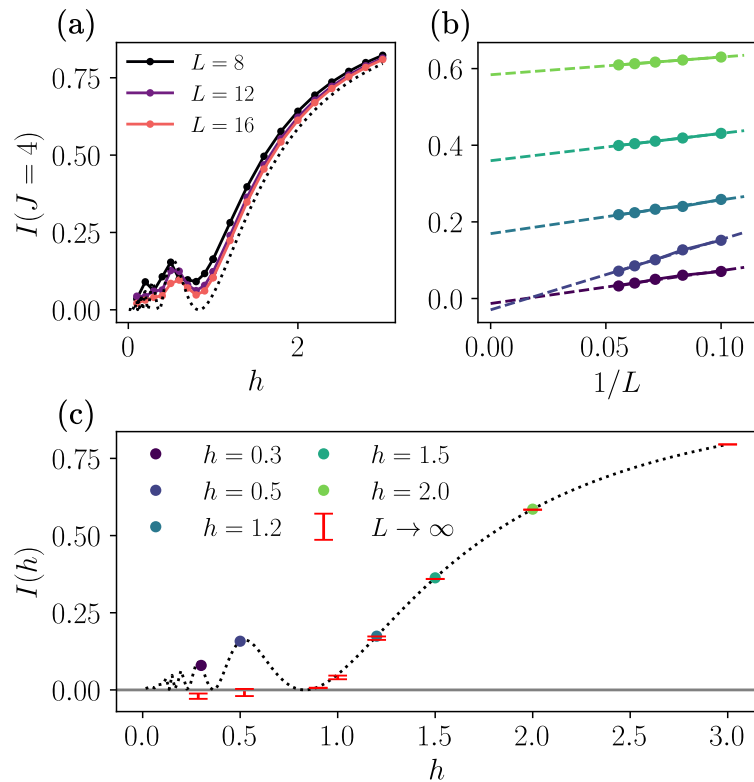 (a)
(b)
I(J = 4)
0.75
0.50
0.25
0.00
L = 8
L = 12
L = 16
0
2
h
0.6
0.4
0.2
0.0
0.00
0.05
0.10
1/L
(c)
I(h)
0.75
0.50
0.25
0.00
h = 0.3
h = 0.5
h = 1.2
h = 1.5
h = 2.0
L → ∞
0.0
0.5
1.0
1.5
2.0
2.5
3.0
h